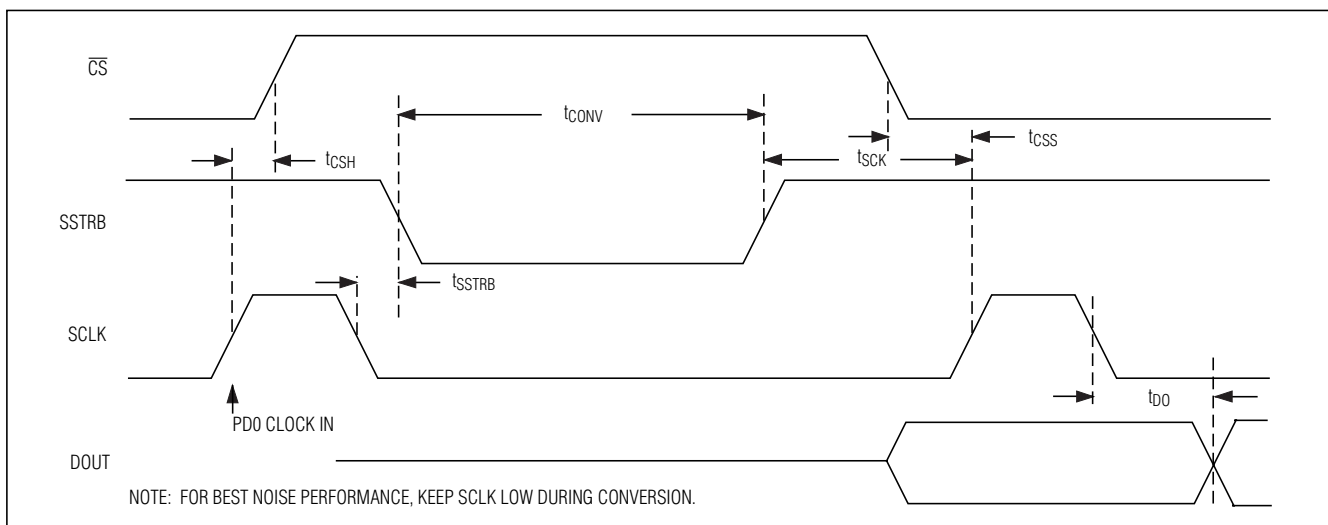 CS
tCONV
tCSS
tCSH
tSCK
SSTRB
tSSTRB
SCLK
PD0 CLOCK IN
tDO
DOUT
NOTE: FOR BEST NOISE PERFORMANCE, KEEP SCLK LOW DURING CONVERSION.